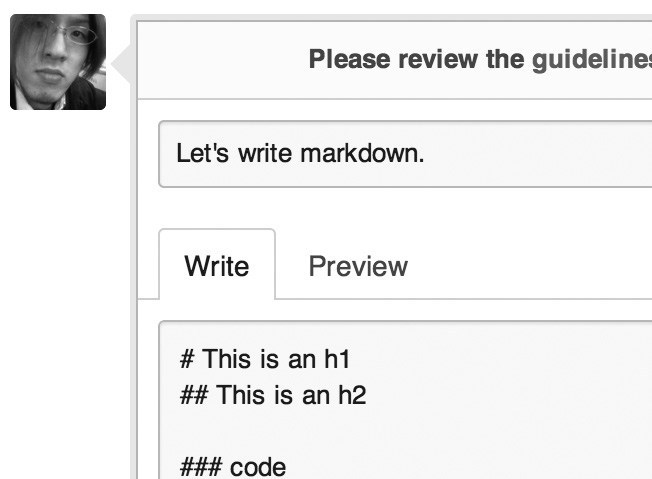 Please review the guidelines
Let's write markdown.
Write Preview
# This is an h1
## This is an h2
### code